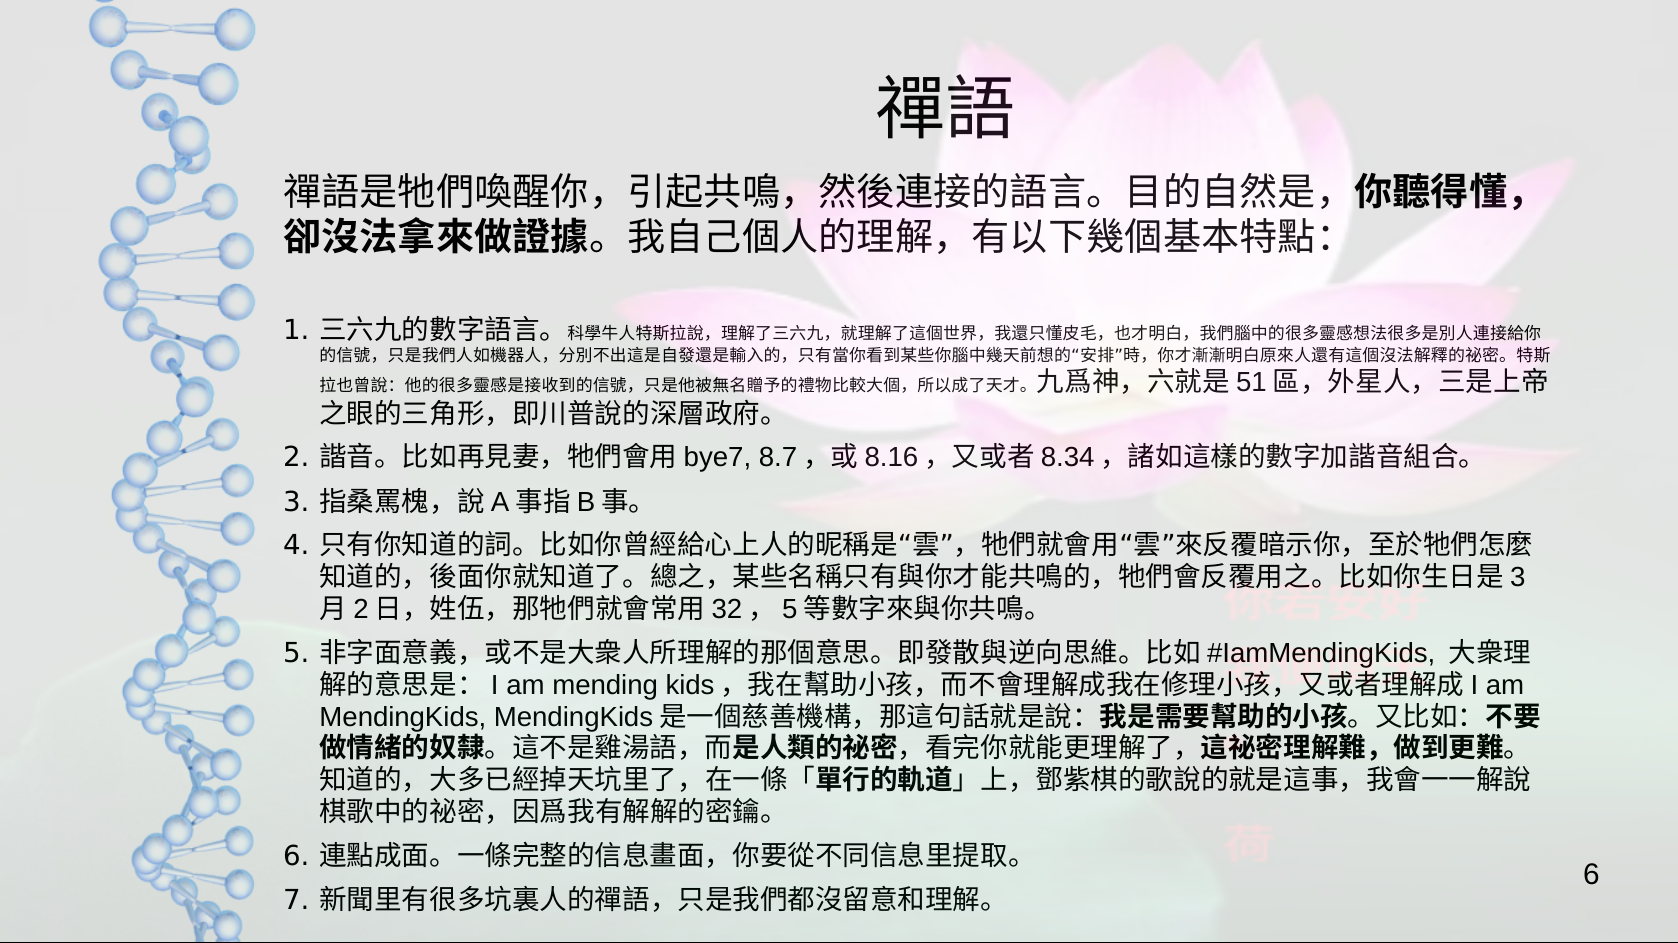 禪語
禪語是牠們喚醒你，引起共鳴，然後連接的語言。目的自然是，你聽得懂，
卻沒法拿來做證據。我自己個人的理解，有以下幾個基本特點：
1. 三六九的數字語言。科學牛人特斯拉說，理解了三六九，就理解了這個世界，我還只懂皮毛，也才明白，我們腦中的很多靈感想法很多是別人連接給你
的信號，只是我們人如機器人，分別不出這是自發還是輸入的，只有當你看到某些你腦中幾天前想的“安排”時，你才漸漸明白原來人還有這個沒法解釋的祕密。特斯
拉也曾說：他的很多靈感是接收到的信號，只是他被無名贈予的禮物比較大個，所以成了天才。九爲神，六就是 51 區，外星人，三是上帝
之眼的三角形，即川普說的深層政府。
2. 諧音。比如再見妻，牠們會用 bye7, 8.7 ，或 8.16 ，又或者 8.34 ，諸如這樣的數字加諧音組合。
3. 指桑罵槐，說 A 事指 B 事。
4. 只有你知道的詞。比如你曾經給心上人的昵稱是“雲”，牠們就會用“雲”來反覆暗示你，至於牠們怎麼
知道的，後面你就知道了。總之，某些名稱只有與你才能共鳴的，牠們會反覆用之。比如你生日是 3
月 2 日，姓伍，那牠們就會常用 32 ， 5 等數字來與你共鳴。
5. 非字面意義，或不是大衆人所理解的那個意思。即發散與逆向思維。比如 #IamMendingKids, 大衆理
解的意思是： I am mending kids ，我在幫助小孩，而不會理解成我在修理小孩，又或者理解成 I am
MendingKids, MendingKids 是一個慈善機構，那這句話就是說：我是需要幫助的小孩。又比如：不要
做情緒的奴隸。這不是雞湯語，而是人類的祕密，看完你就能更理解了，這祕密理解難，做到更難。
知道的，大多已經掉天坑里了，在一條「單行的軌道」上，鄧紫棋的歌說的就是這事，我會一一解說
棋歌中的祕密，因爲我有解解的密鑰。
6. 連點成面。一條完整的信息畫面，你要從不同信息里提取。
7. 新聞里有很多坑裏人的禪語，只是我們都沒留意和理解。
你若安好
荷
6